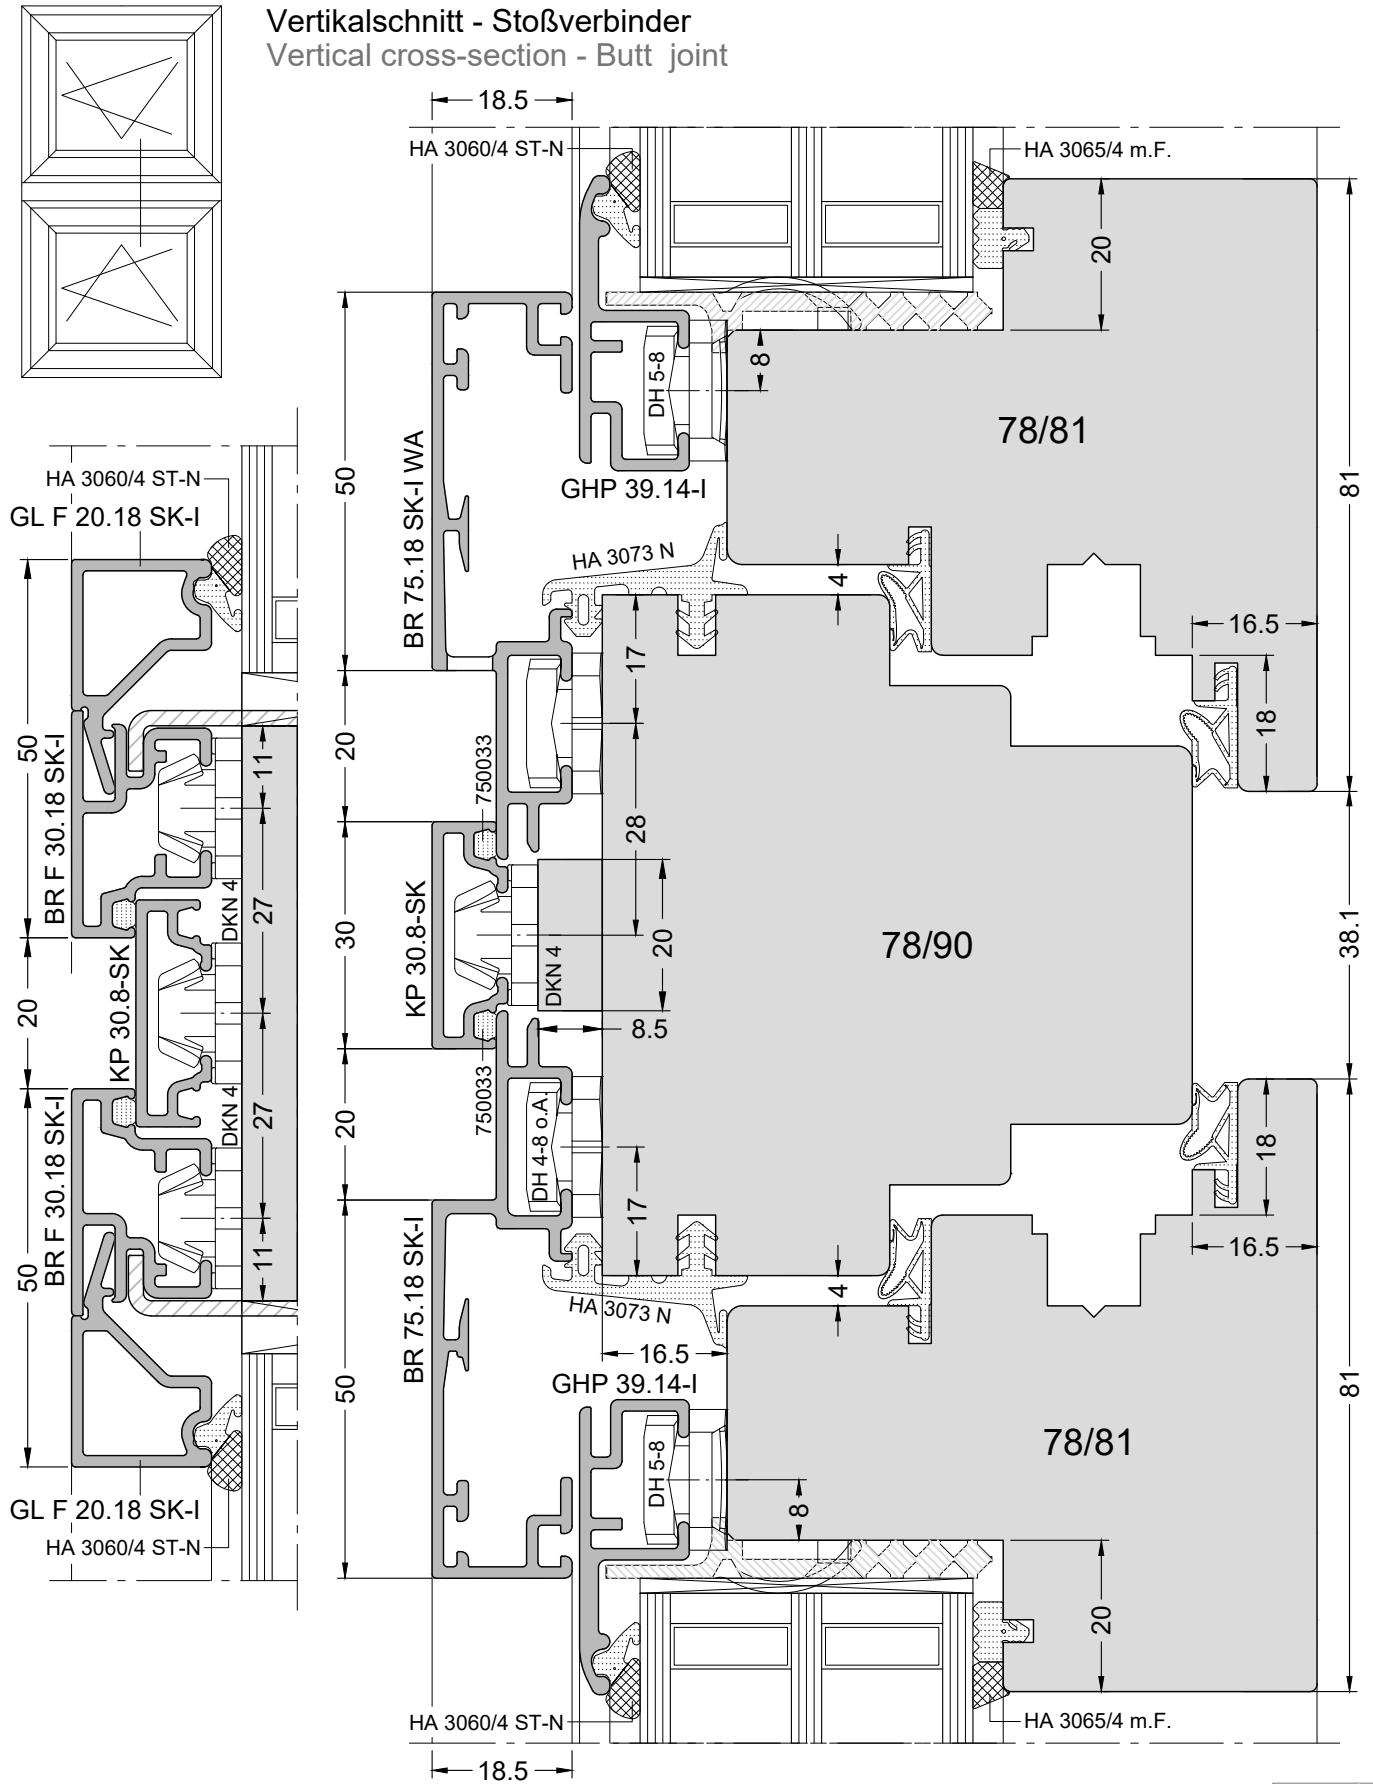 Vertikalschnitt - Stoßverbinder
Vertical cross-section - Butt joint
18.5
HA 3060/4 ST-N
HA 3065/4 m.F.
20
8
DH 5-8
78/81
81
50
BR 75.18 SK-I WA
GHP 39.14-I
HA 3073 N
4
16.5
18
17
20
750033
28
30
KP 30.8-SK
DKN 4
20
8.5
78/90
38.1
750033
20
DH 4-8 o.A.
17
18
16.5
4
HA 3073 N
16.5
BR 75.18 SK-I
50
GHP 39.14-I
DH 5-8
8
78/81
81
20
HA 3060/4 ST-N
HA 3065/4 m.F.
18.5
HA 3060/4 ST-N
GL F 20.18 SK-I
50
BR F 30.18 SK-I
11
27
DKN 4
KP 30.8-SK
20
27
DKN 4
BR F 30.18 SK-I
11
50
GL F 20.18 SK-I
HA 3060/4 ST-N